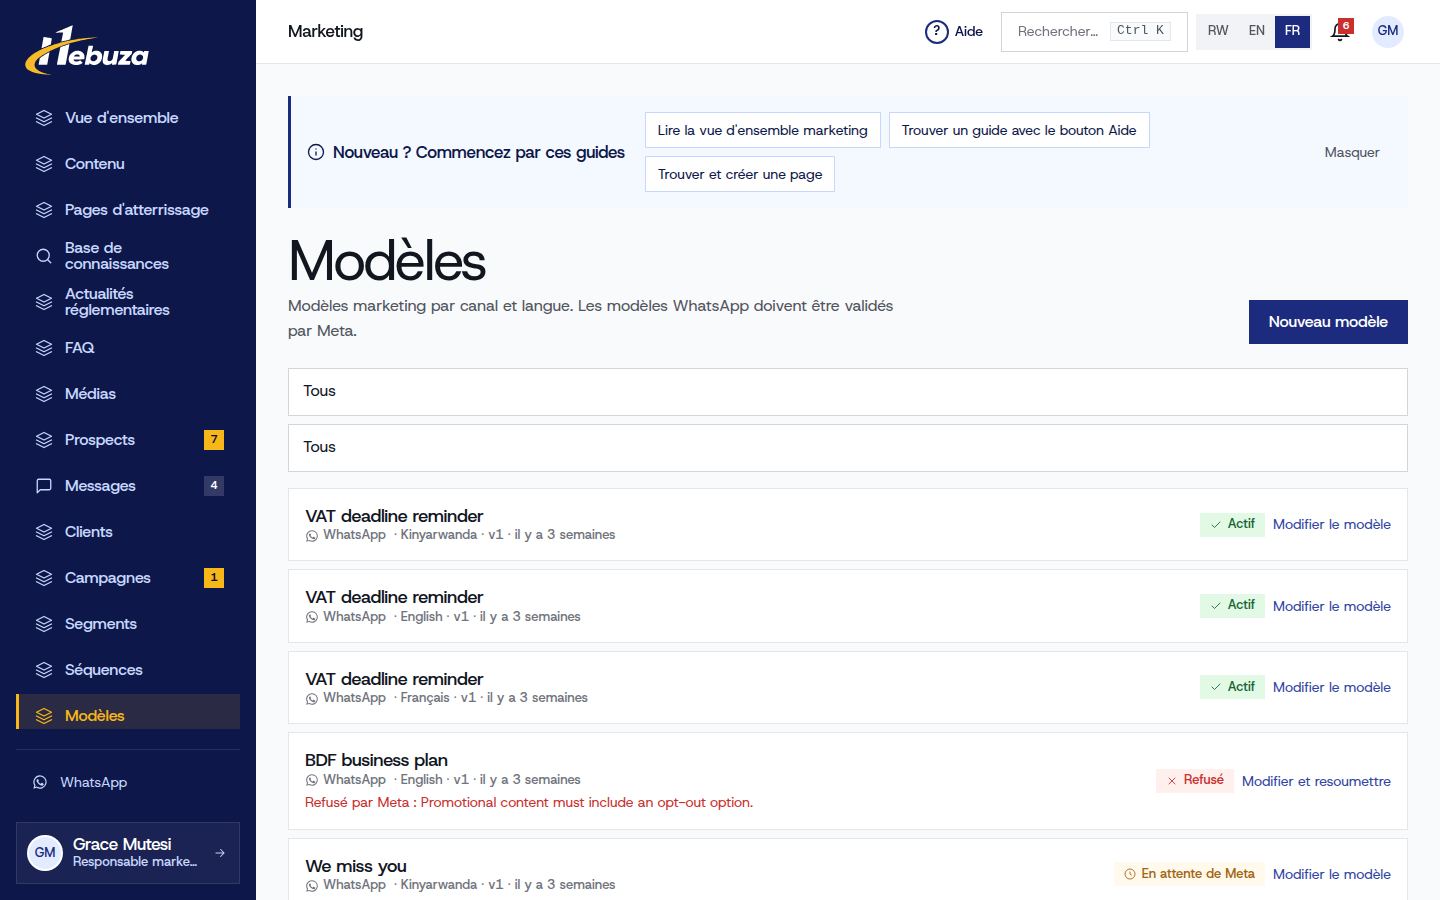 Hebuza
Vue d'ensemble
Contenu
Pages d'atterrissage
Base de
connaissances
Actualités
réglementaires
FAQ
Médias
Prospects 7
Messages 4
Clients
Campagnes 1
Segments
Séquences
Modèles
WhatsApp
GM
Grace Mutesi
Responsable marke...
Marketing
? Aide
Rechercher... Ctrl K
RW EN FR
6
GM
Nouveau ? Commencez par ces guides
Lire la vue d'ensemble marketing
Trouver un guide avec le bouton Aide
Trouver et créer une page
Masquer
Modèles
Modèles marketing par canal et langue. Les modèles WhatsApp doivent être validés
par Meta.
Nouveau modèle
Tous
Tous
VAT deadline reminder
WhatsApp · Kinyarwanda · v1 · il y a 3 semaines
Actif Modifier le modèle
VAT deadline reminder
WhatsApp · English · v1 · il y a 3 semaines
Actif Modifier le modèle
VAT deadline reminder
WhatsApp · Français · v1 · il y a 3 semaines
Actif Modifier le modèle
BDF business plan
WhatsApp · English · v1 · il y a 3 semaines
Refusé par Meta : Promotional content must include an opt-out option.
Refusé Modifier et resoumettre
We miss you
WhatsApp · Kinyarwanda · v1 · il y a 3 semaines
En attente de Meta Modifier le modèle